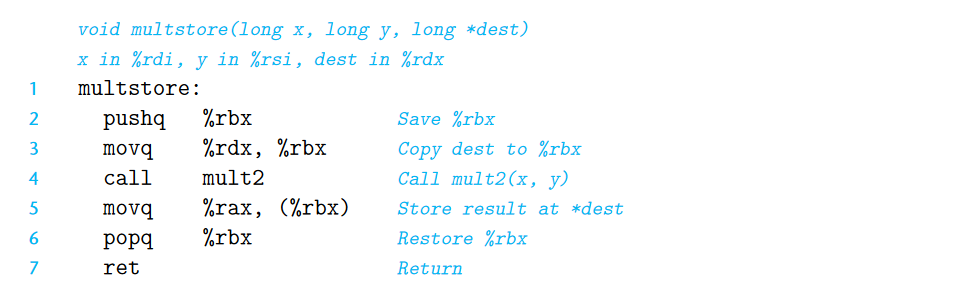 void multstore(long x, long y, long *dest)
x in %rdi, y in %rsi, dest in %rdx
1 multstore:
2 pushq %rbx Save %rbx
3 movq %rdx, %rbx Copy dest to %rbx
4 call mult2 Call mult2(x, y)
5 movq %rax, (%rbx) Store result at *dest
6 popq %rbx Restore %rbx
7 ret Return